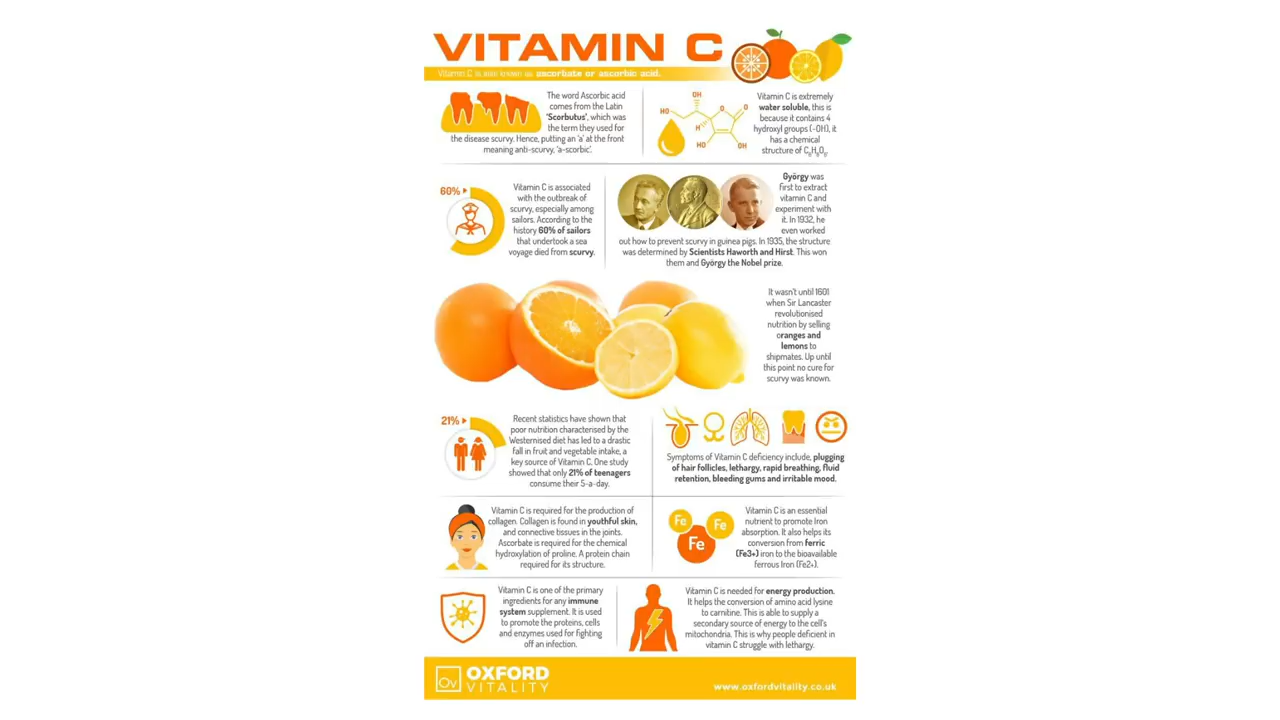 VITAMIN C
Vitamin C is also known as ascorbate or ascorbic acid.
The word Ascorbic acid
comes from the Latin
'Scorbutus', which was
the term they used for
the disease scurvy. Hence, putting an 'a' at the front
meaning anti-scurvy, 'a-scorbic'.
OH
HO
O
O
H
HO
OH
Vitamin C is extremely
water soluble, this is
because it contains 4
hydroxyl groups (-OH), it
has a chemical
structure of C₆H₈O₆.
60%
Vitamin C is associated
with the outbreak of
scurvy, especially among
sailors. According to the
history 60% of sailors
that undertook a sea
voyage died from scurvy.
György was
first to extract
vitamin C and
experiment with
it. In 1932, he
even worked
out how to prevent scurvy in guinea pigs. In 1935, the structure
was determined by Scientists Haworth and Hirst. This won
them and György the Nobel prize.
It wasn't until 1601
when Sir Lancaster
revolutionised
nutrition by selling
oranges and
lemons to
shipmates. Up until
this point no cure for
scurvy was known.
21%
Recent statistics have shown that
poor nutrition characterised by the
Westernised diet has led to a drastic
fall in fruit and vegetable intake, a
key source of Vitamin C. One study
showed that only 21% of teenagers
consume their 5-a-day.
Symptoms of Vitamin C deficiency include, plugging
of hair follicles, lethargy, rapid breathing, fluid
retention, bleeding gums and irritable mood.
Vitamin C is required for the production of
collagen. Collagen is found in youthful skin,
and connective tissues in the joints.
Ascorbate is required for the chemical
hydroxylation of proline. A protein chain
required for its structure.
Fe
Fe
Fe
Vitamin C is an essential
nutrient to promote Iron
absorption. It also helps its
conversion from ferric
(Fe3+) iron to the bioavailable
ferrous Iron (Fe2+).
Vitamin C is one of the primary
ingredients for any immune
system supplement. It is used
to promote the proteins, cells
and enzymes used for fighting
off an infection.
Vitamin C is needed for energy production.
It helps the conversion of amino acid lysine
to carnitine. This is able to supply a
secondary source of energy to the cell's
mitochondria. This is why people deficient in
vitamin C struggle with lethargy.
Ov
OXFORD
VITALITY
www.oxfordvitality.co.uk